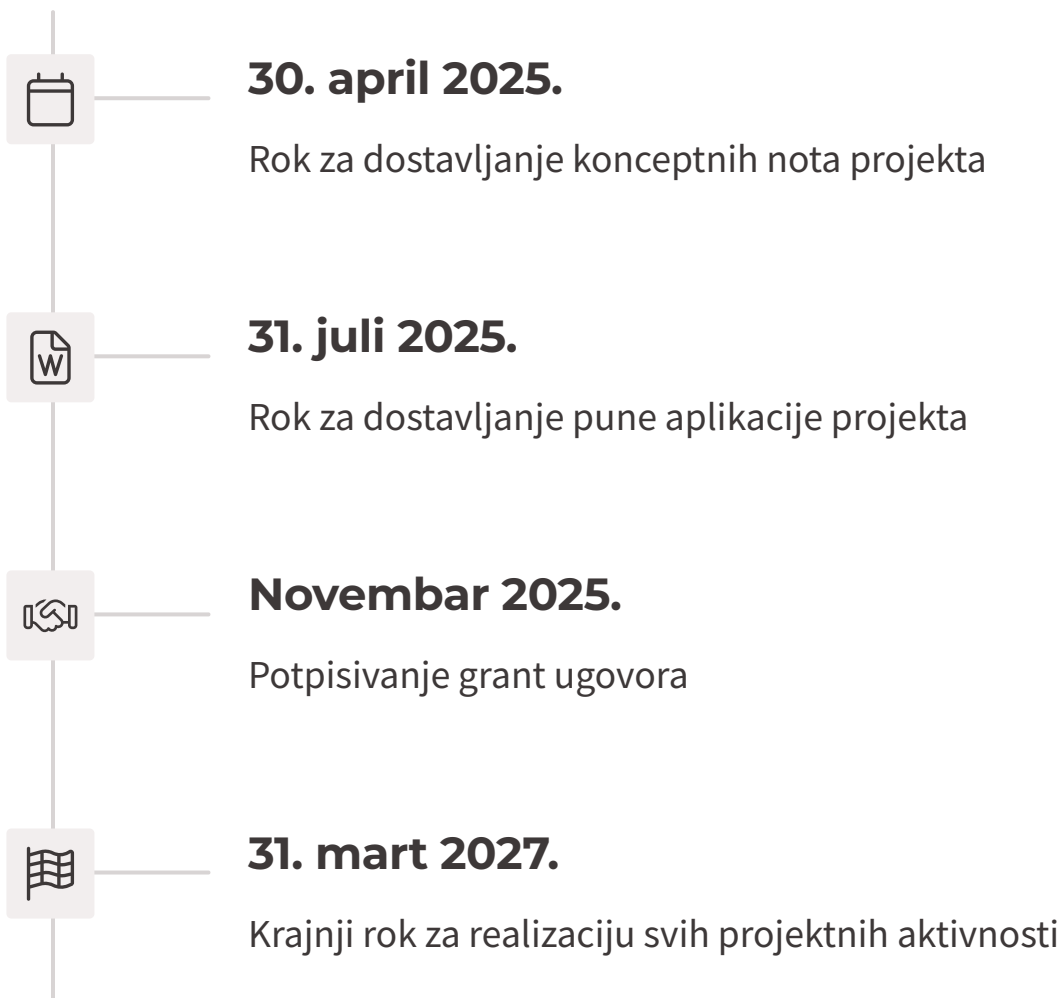 30. april 2025.
Rok za dostavljanje konceptnih nota projekta
W
31. juli 2025.
Rok za dostavljanje pune aplikacije projekta
Novembar 2025.
Potpisivanje grant ugovora
31. mart 2027.
Krajnji rok za realizaciju svih projektnih aktivnosti